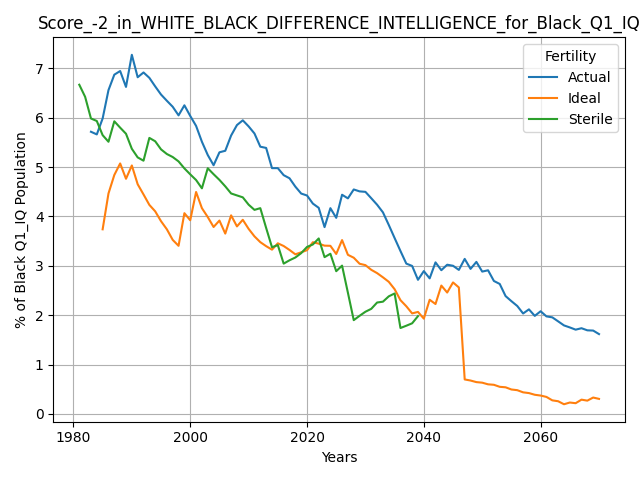 Score_-2_in_WHITE_BLACK_DIFFERENCE_INTELLIGENCE_for_Black_Q1_IQ
Fertility
Actual
Ideal
Sterile
% of Black Q1_IQ Population
7
6
5
4
3
2
1
0
1980
2000
2020
2040
2060
Years